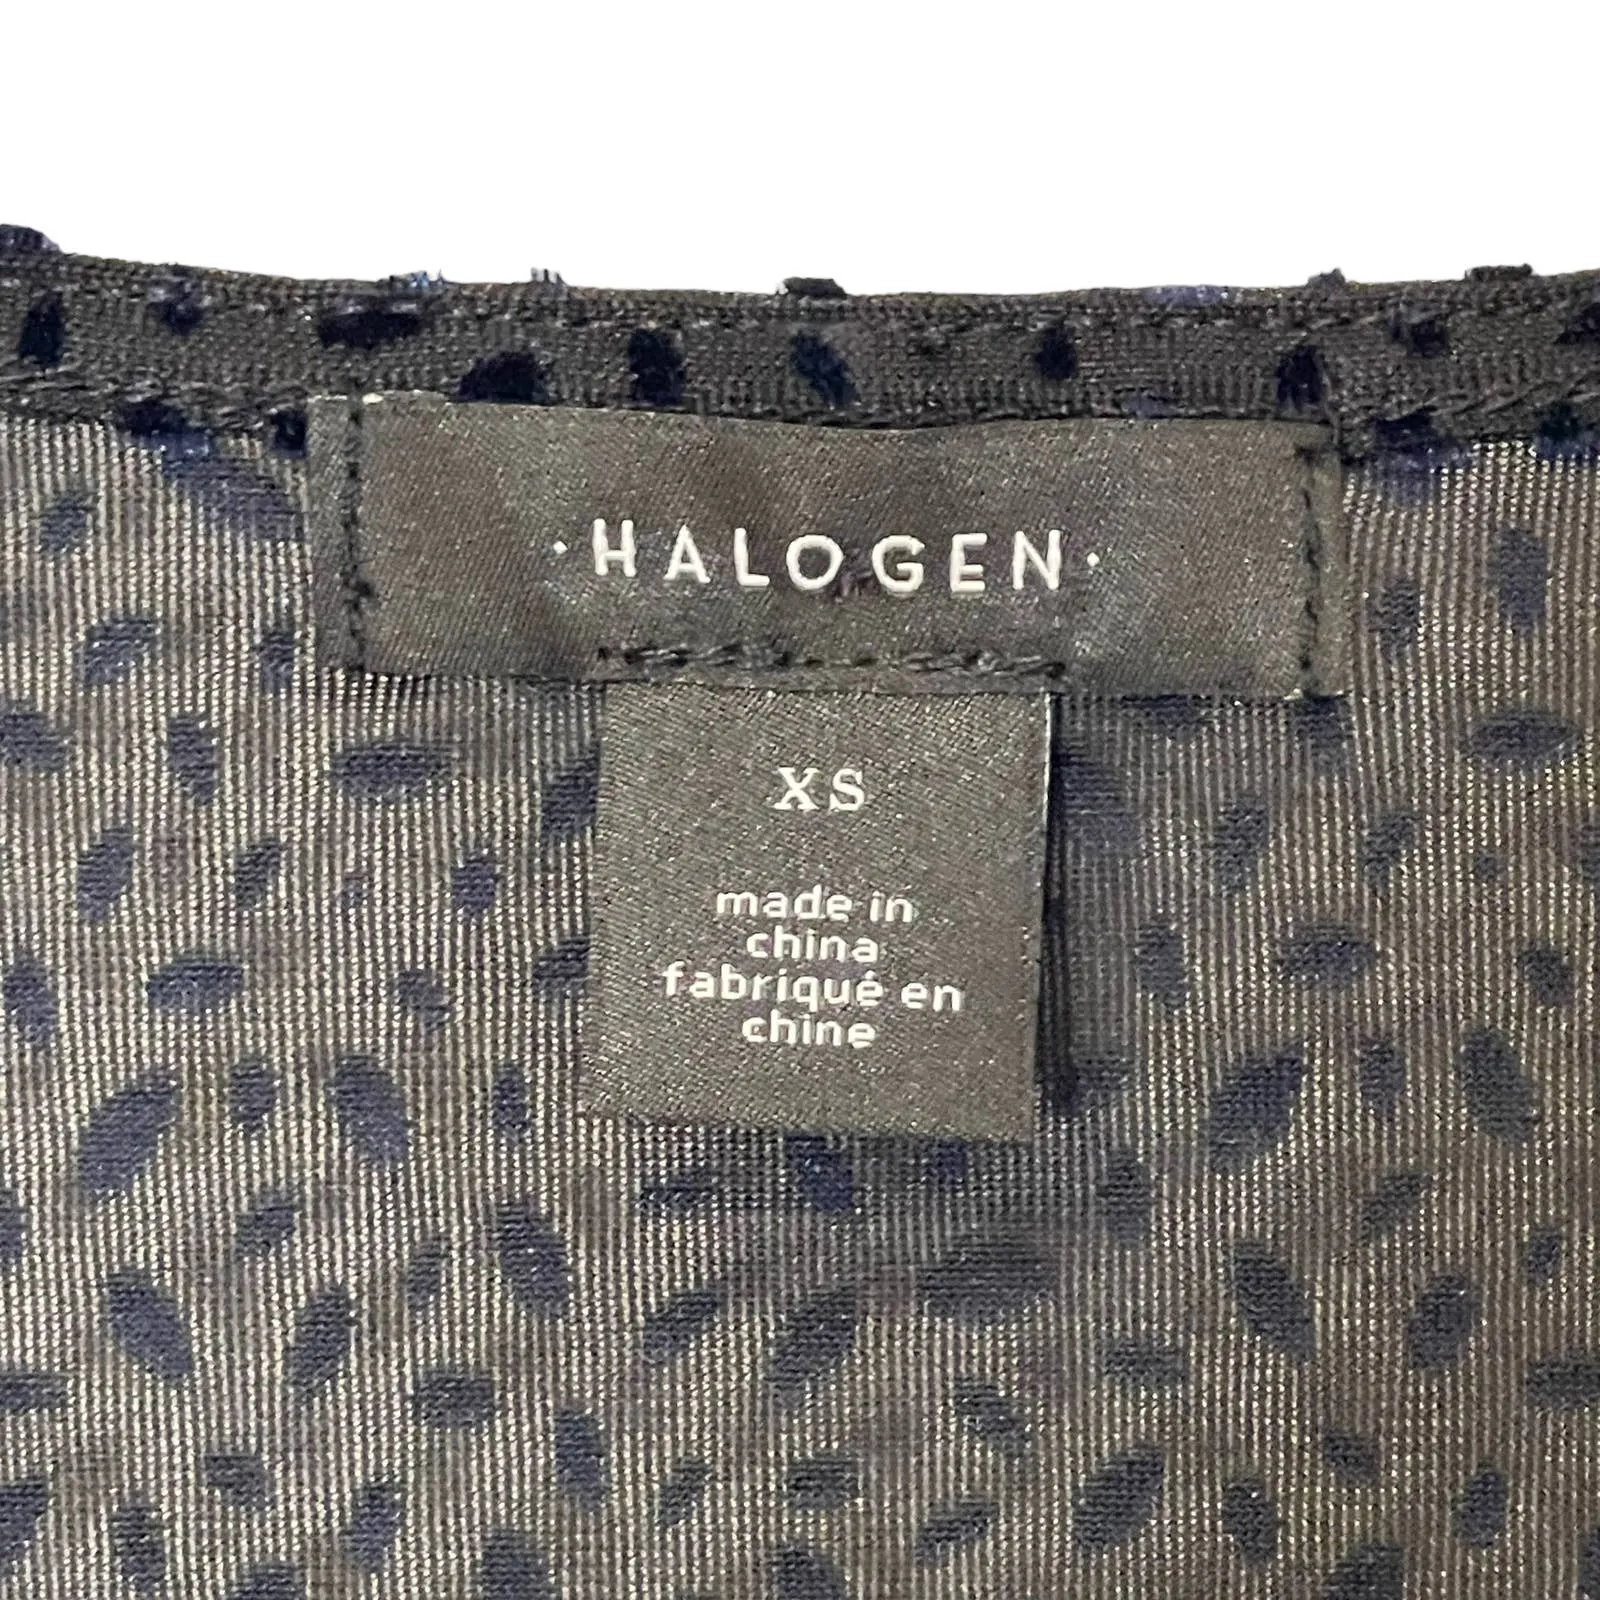 ·HALOGEN·
XS
made in
china
fabriqué en
chine